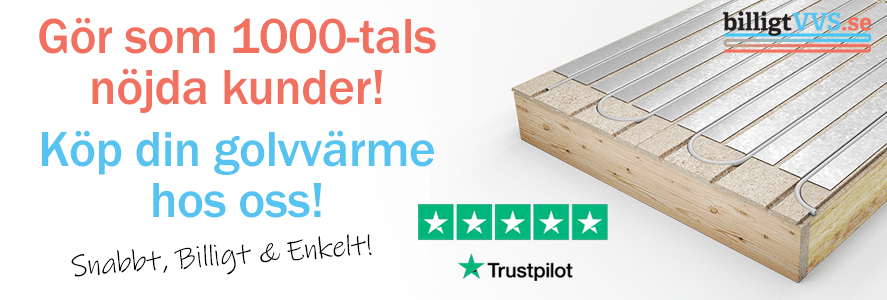 Gör som 1000-tals
nöjda kunder!
Köp din golvvärme
hos oss!
Snabbt, Billigt & Enkelt!
billigtVVS.se
Trustpilot